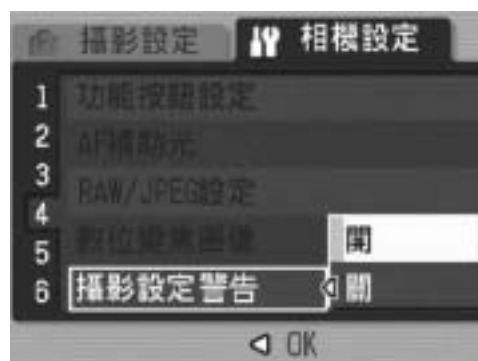 攝影設定 相機設定
1 功能按鈕設定
2 AF補助光
3 RAW/JPEG設定
4 數位變焦画像
5 開
6 攝影設定警告 關
OK